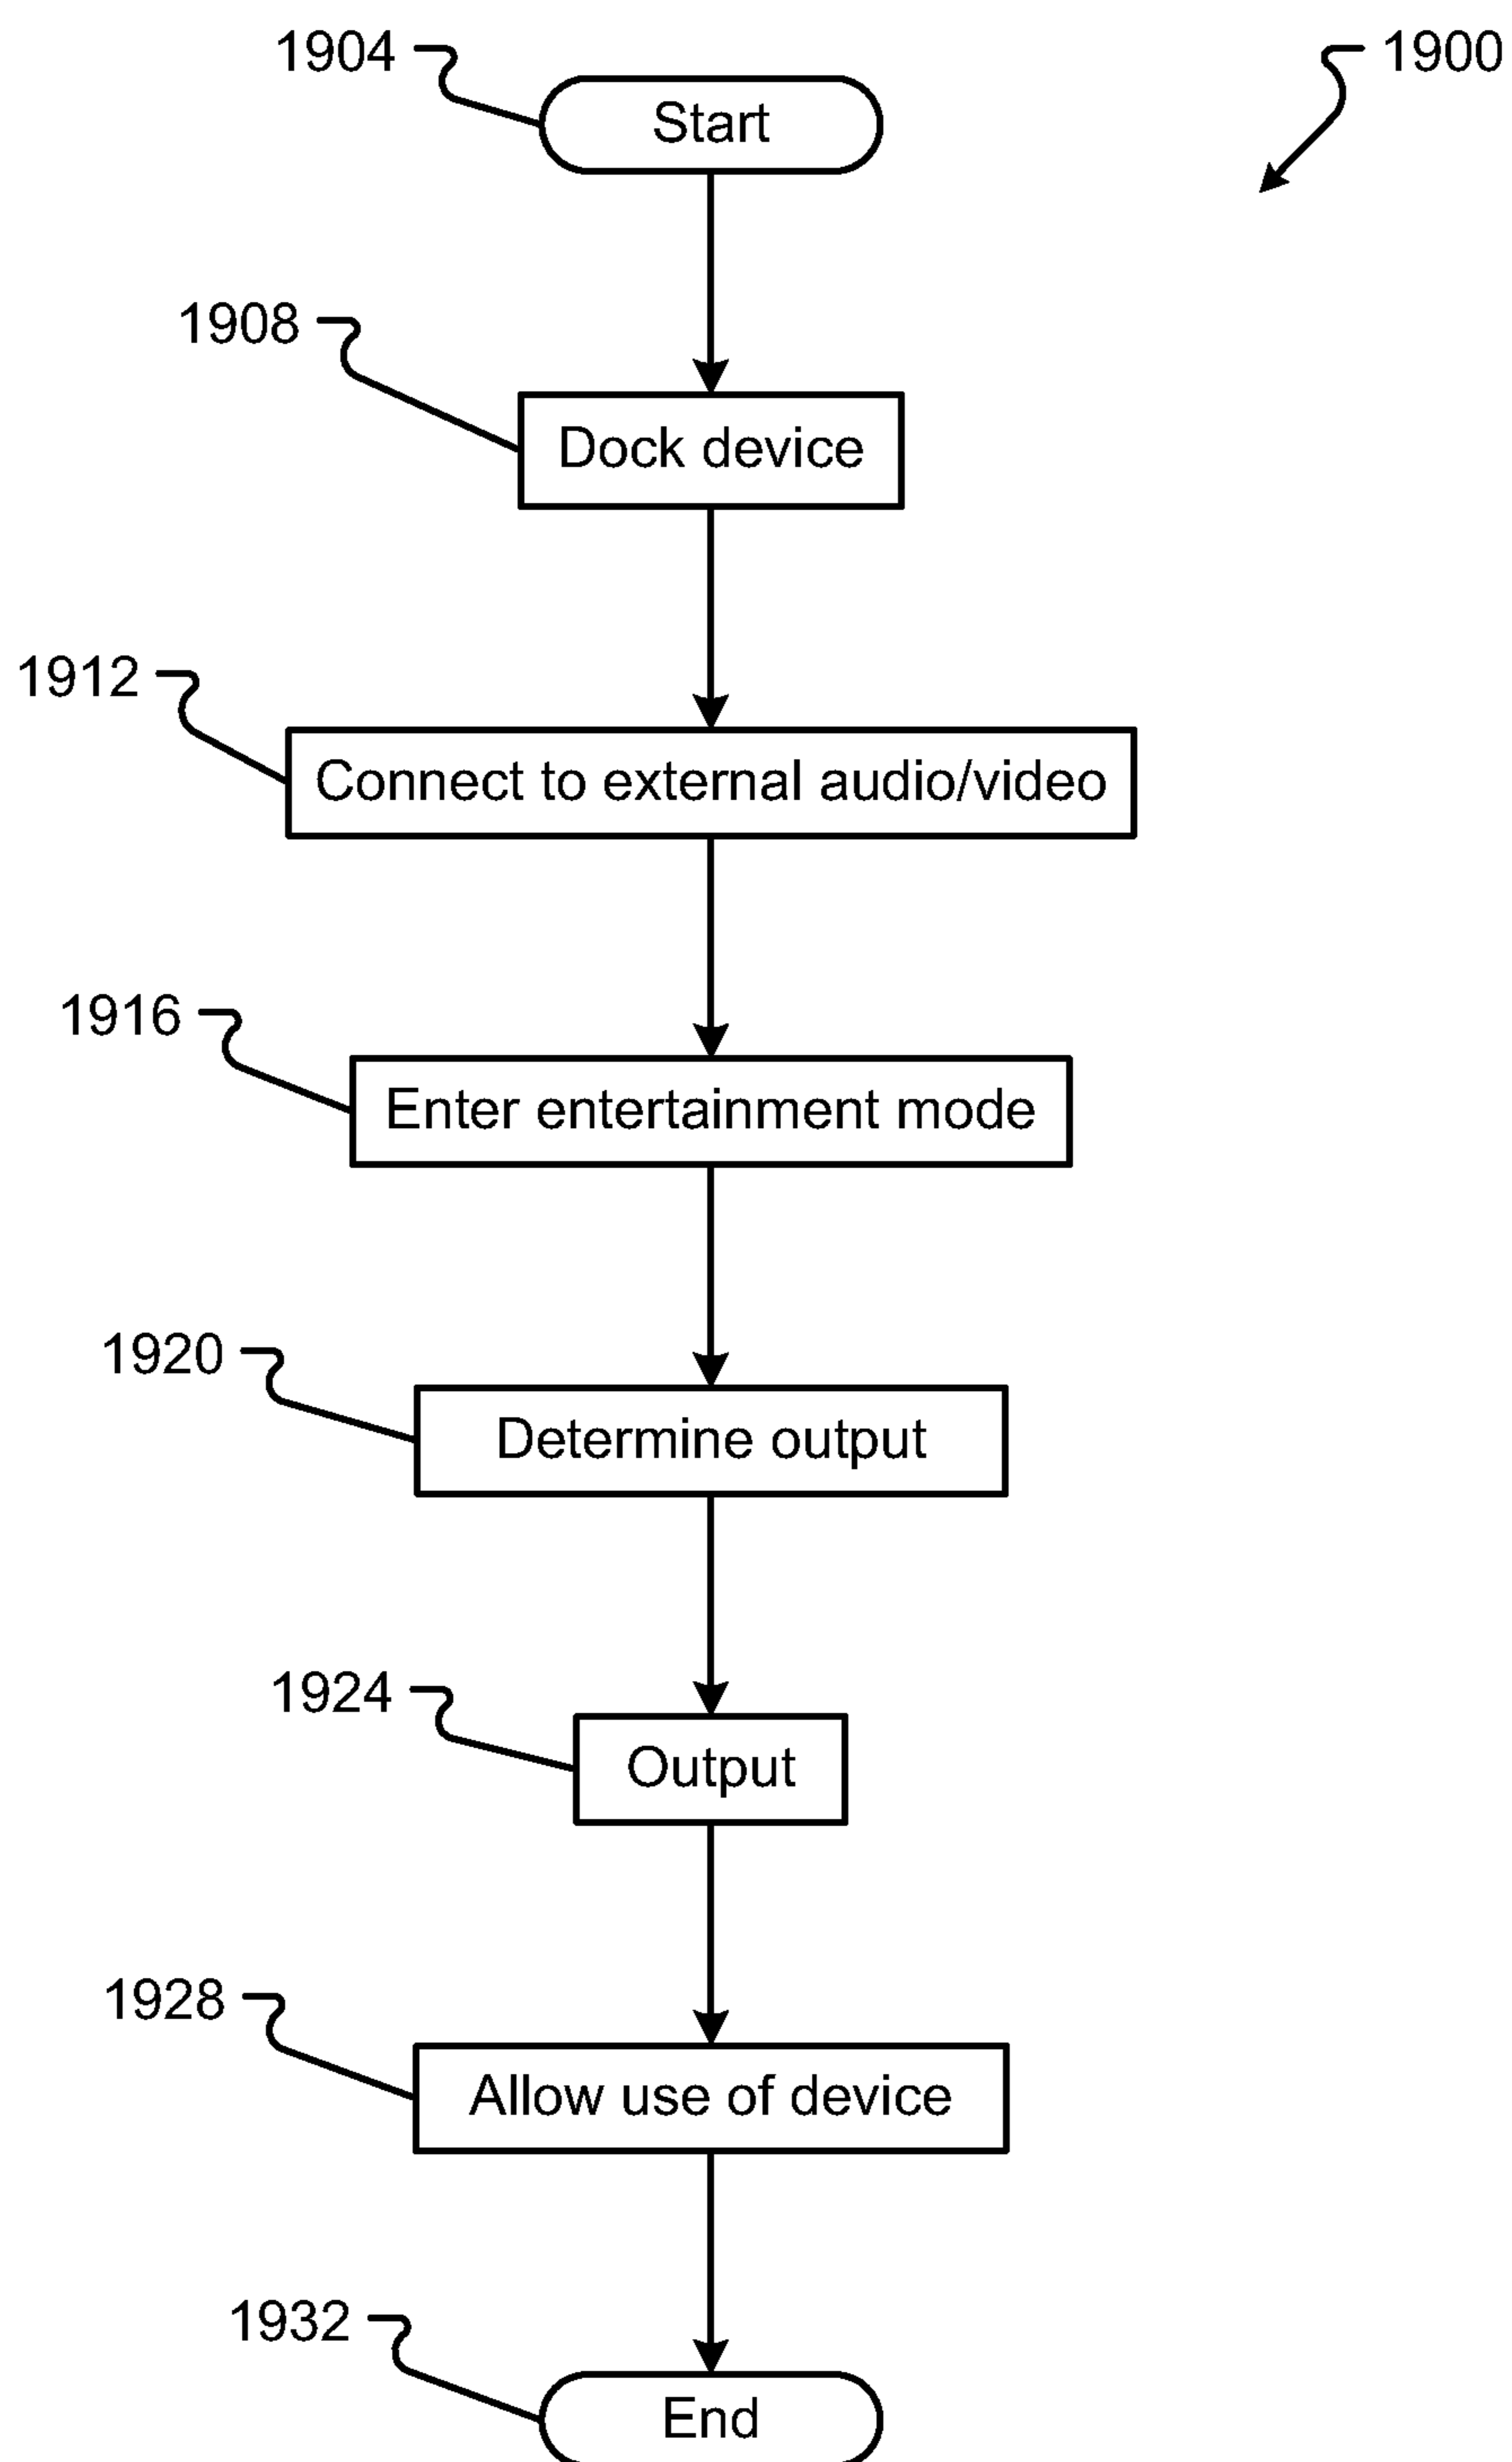 1904
1900
Start
1908
Dock device
1912
Connect to external audio/video
1916
Enter entertainment mode
1920
Determine output
1924
Output
1928
Allow use of device
1932
End